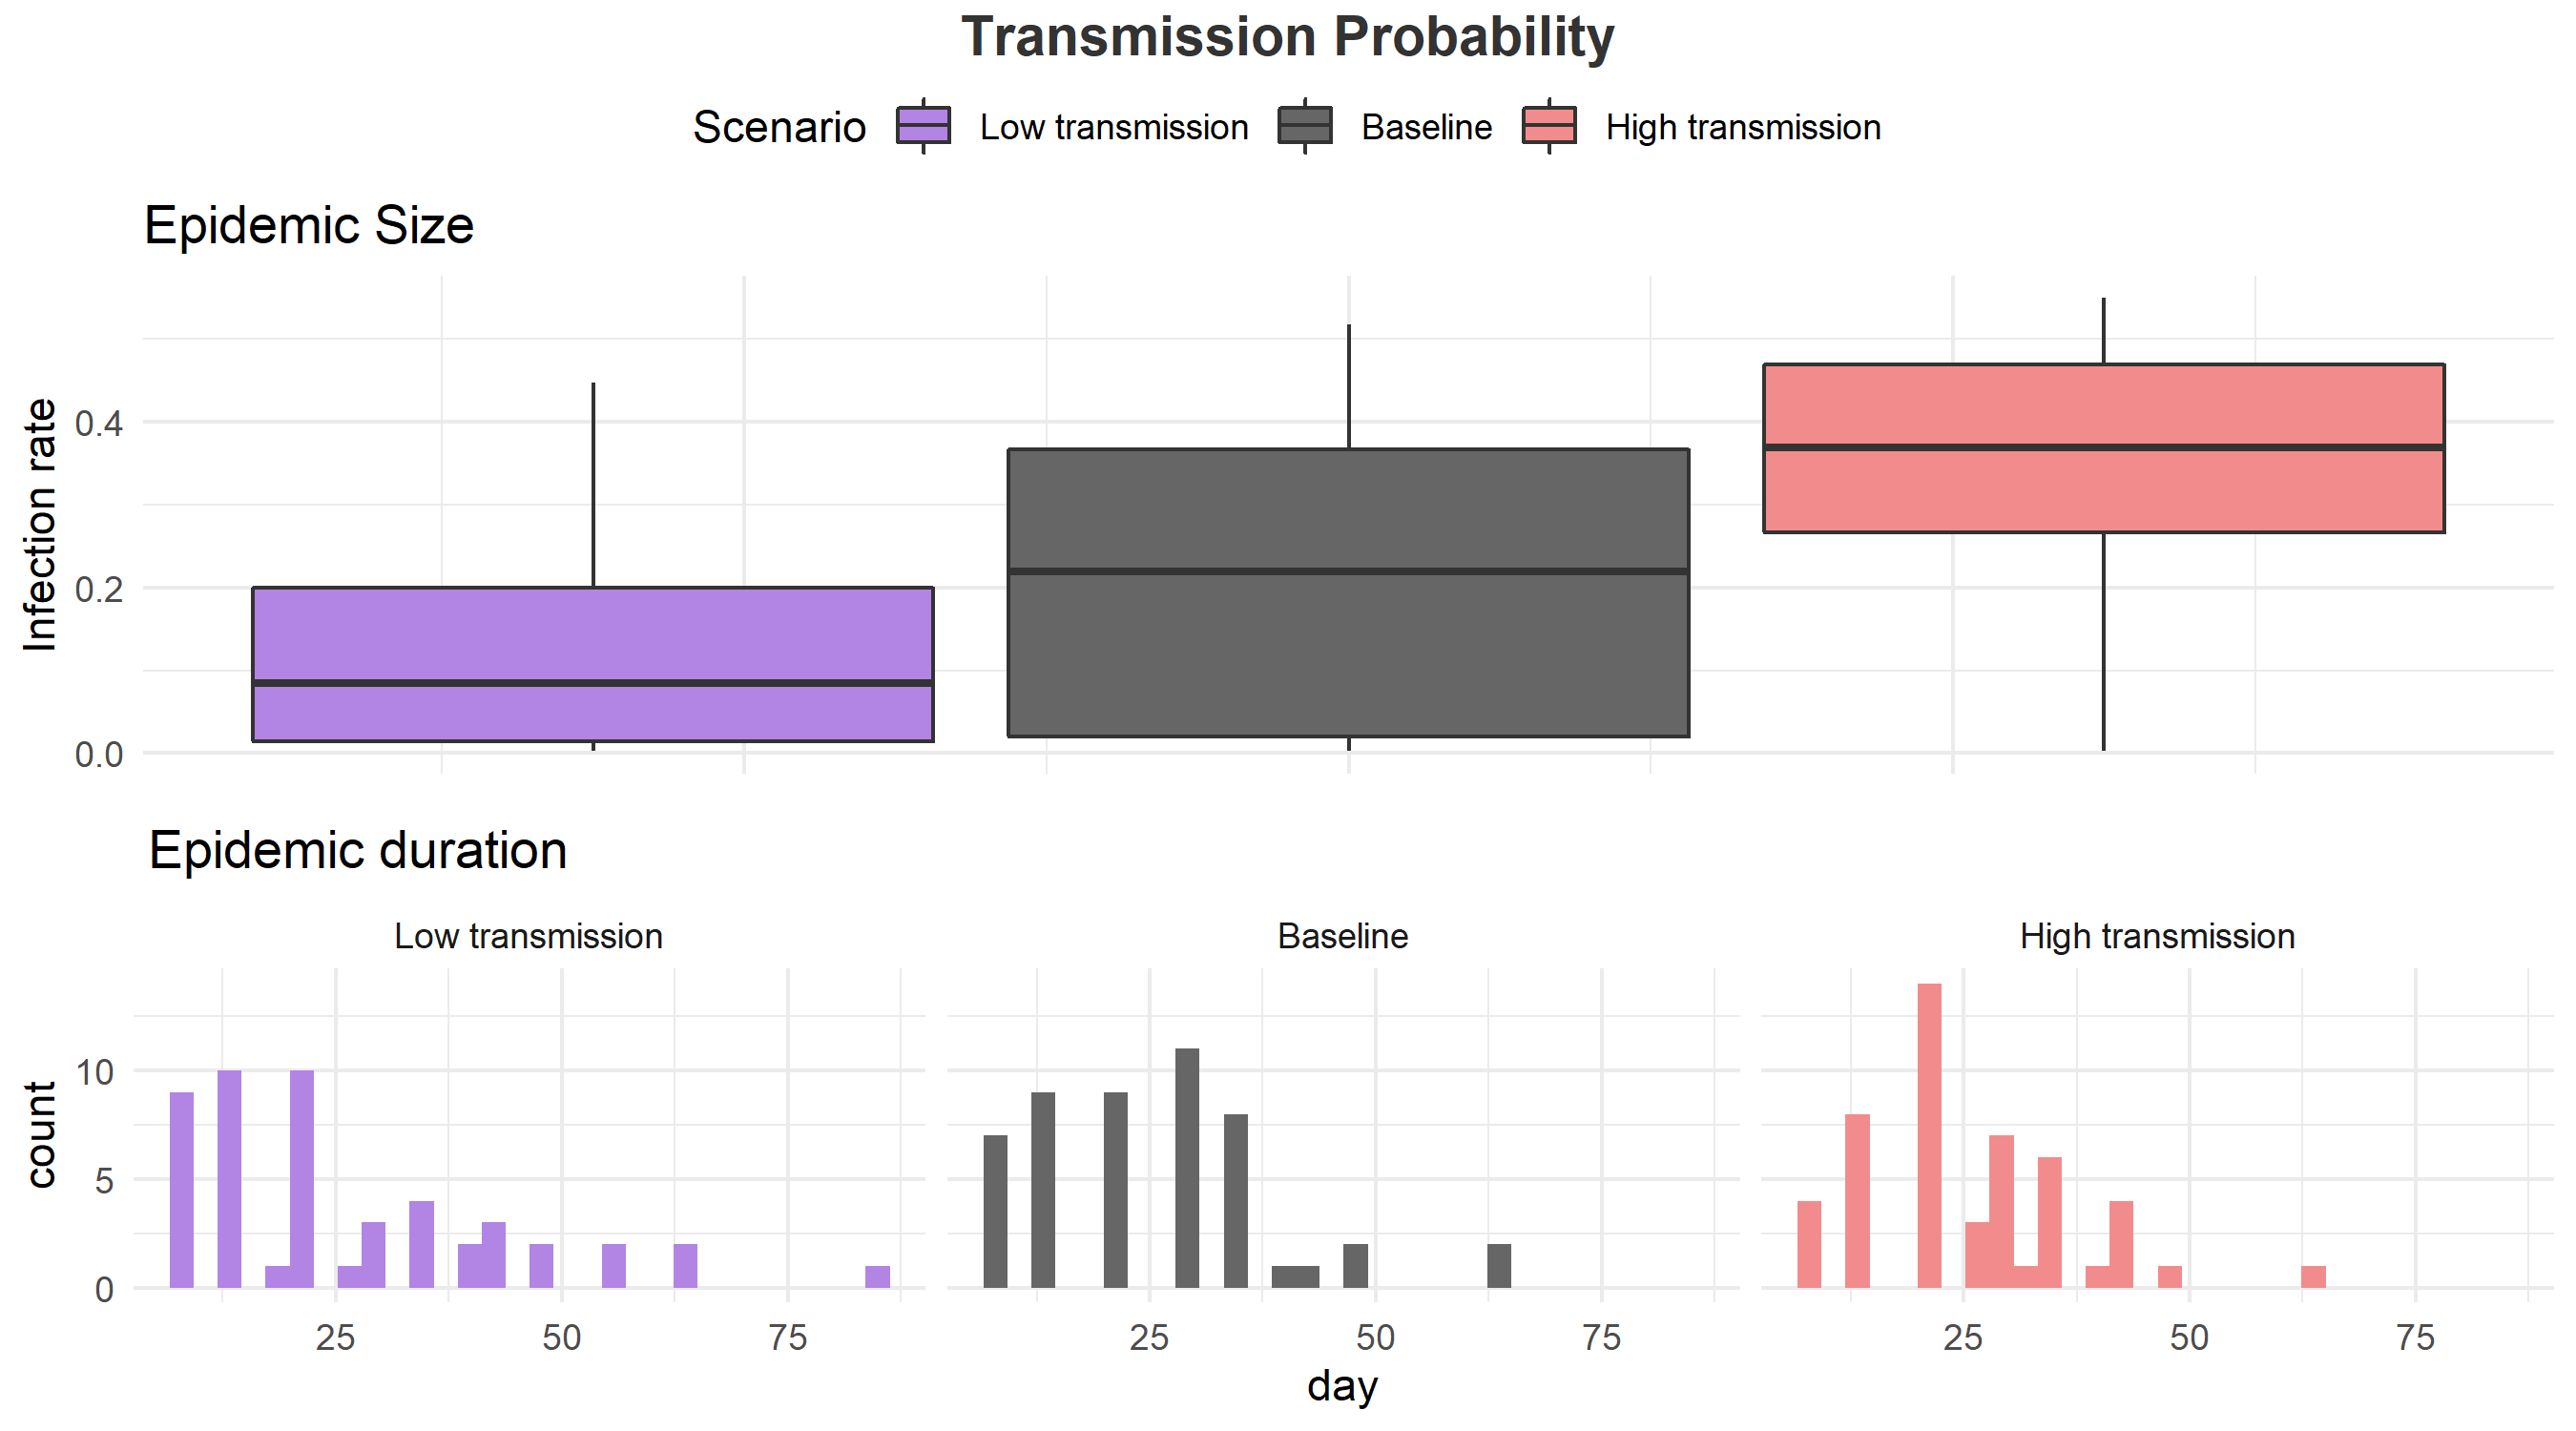 Transmission Probability
Scenario Low transmission Baseline High transmission
Epidemic Size
Infection rate
0.4
0.2
0.0
Epidemic duration
Low transmission Baseline High transmission
count
10
5
0
25 50 75 25 50 75 25 50 75
day